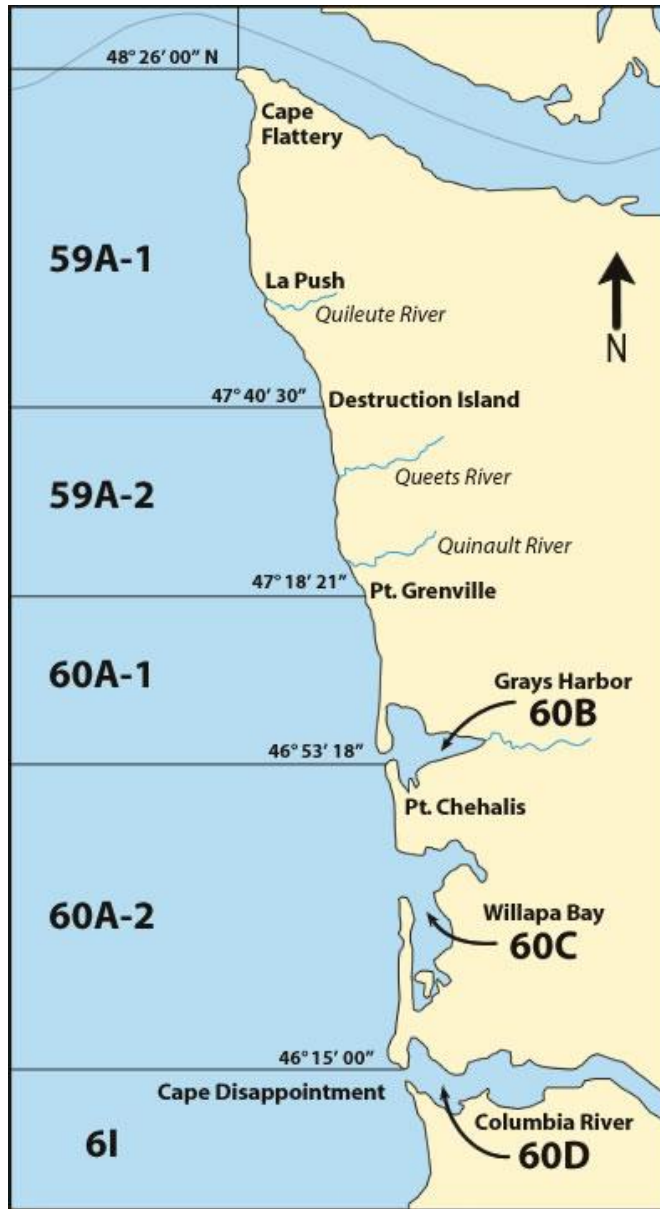 48° 26′ 00″ N
Cape
Flattery
59A-1
La Push
Quileute River
N
47° 40′ 30″
Destruction Island
59A-2
Queets River
Quinault River
47° 18′ 21″
Pt. Grenville
60A-1
Grays Harbor
60B
46° 53′ 18″
Pt. Chehalis
60A-2
Willapa Bay
60C
46° 15′ 00″
Cape Disappointment
Columbia River
60D
6I